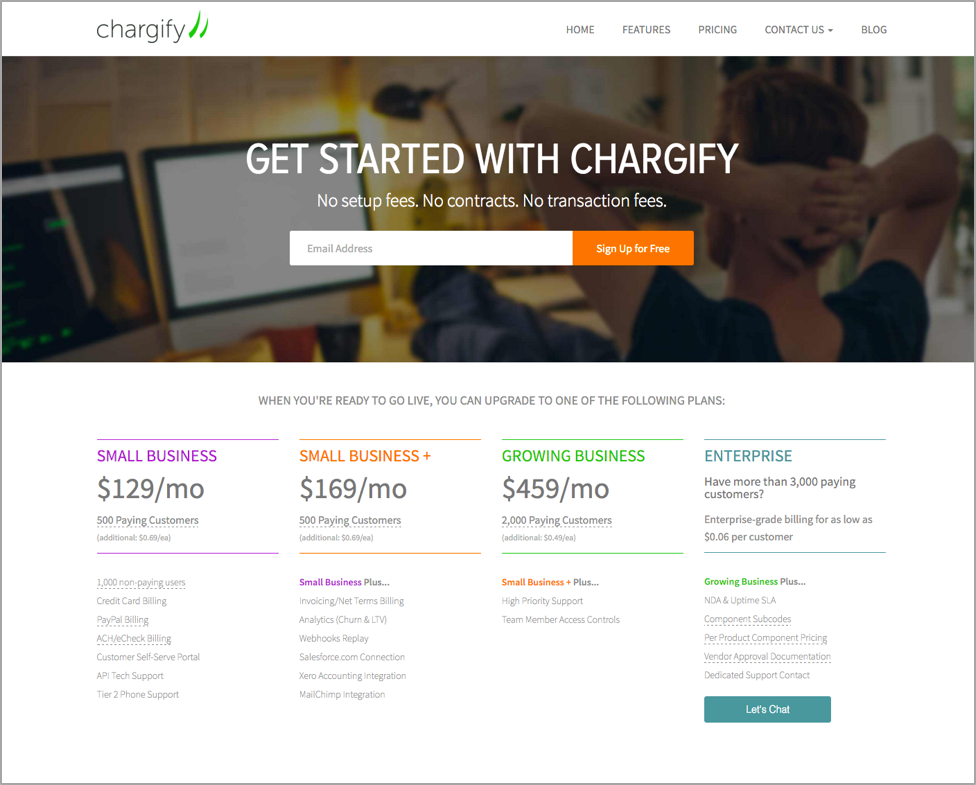 chargify
HOME FEATURES PRICING CONTACT US BLOG
GET STARTED WITH CHARGIFY
No setup fees. No contracts. No transaction fees.
Email Address
Sign Up for Free
WHEN YOU'RE READY TO GO LIVE, YOU CAN UPGRADE TO ONE OF THE FOLLOWING PLANS:
SMALL BUSINESS
$129/mo
500 Paying Customers
(additional: $0.69/ea)
1,000 non-paying users
Credit Card Billing
PayPal Billing
ACH/eCheck Billing
Customer Self-Serve Portal
API Tech Support
Tier 2 Phone Support
SMALL BUSINESS +
$169/mo
500 Paying Customers
(additional: $0.69/ea)
Small Business Plus...
Invoicing/Net Terms Billing
Analytics (Churn & LTV)
Webhooks Replay
Salesforce.com Connection
Xero Accounting Integration
MailChimp Integration
GROWING BUSINESS
$459/mo
2,000 Paying Customers
(additional: $0.49/ea)
Small Business + Plus...
High Priority Support
Team Member Access Controls
ENTERPRISE
Have more than 3,000 paying
customers?
Enterprise-grade billing for as low as
$0.06 per customer
Growing Business Plus...
NDA & Uptime SLA
Component Subcodes
Per Product Component Pricing
Vendor Approval Documentation
Dedicated Support Contact
Let's Chat